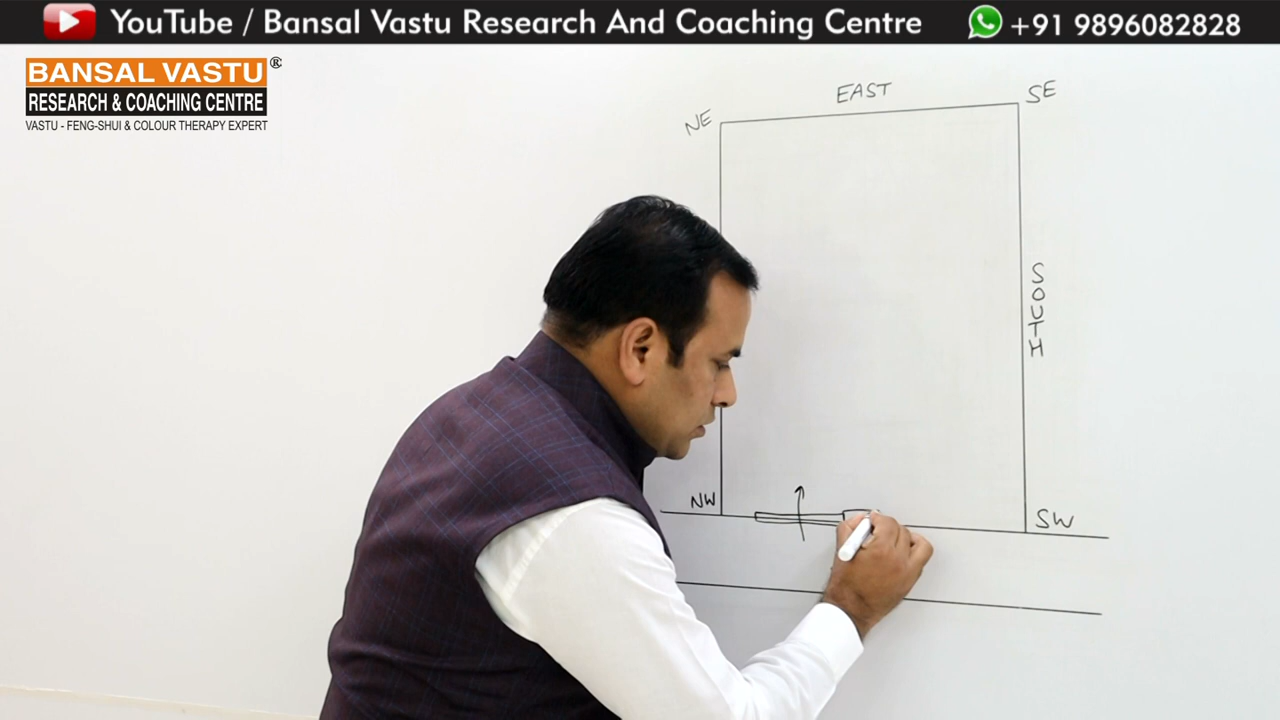 YouTube / Bansal Vastu Research And Coaching Centre
+91 9896082828
BANSAL VASTU®
RESEARCH & COACHING CENTRE
VASTU - FENG-SHUI & COLOUR THERAPY EXPERT
EAST
NE
SE
SOUTH
NW
SW